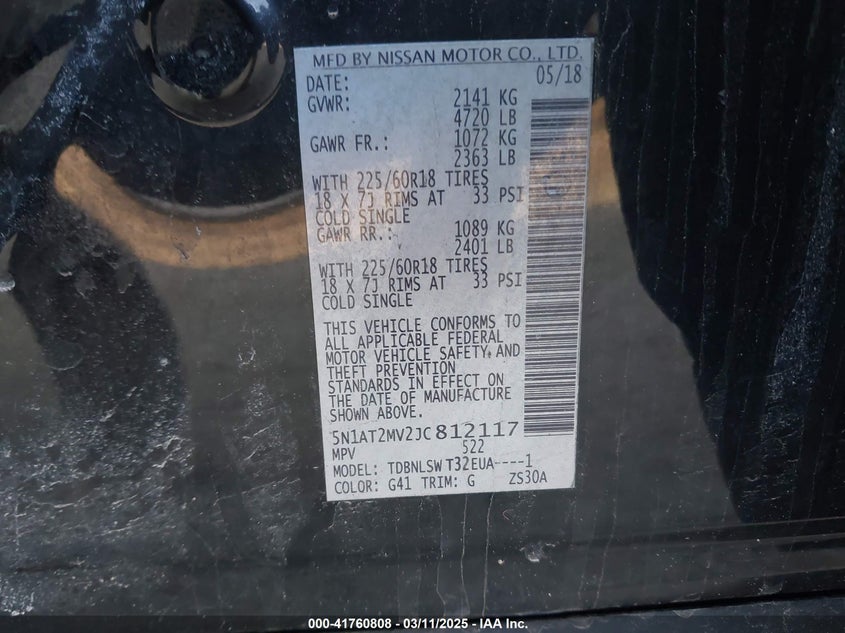 MFD BY NISSAN MOTOR CO., LTD.
DATE: 05/18
GVWR: 2141 KG
4720 LB
GAWR FR.: 1072 KG
2363 LB
WITH 225/60R18 TIRES
18 X 7J RIMS AT 33 PSI
COLD SINGLE
GAWR RR.: 1089 KG
2401 LB
WITH 225/60R18 TIRES
18 X 7J RIMS AT 33 PSI
COLD SINGLE
THIS VEHICLE CONFORMS TO
ALL APPLICABLE FEDERAL
MOTOR VEHICLE SAFETY, AND
THEFT PREVENTION
STANDARDS IN EFFECT ON
THE DATE OF MANUFACTURE
SHOWN ABOVE.
5N1AT2MV2JC812117
MPV 522
MODEL: TDBNLSW T32EUA----1
COLOR: G41 TRIM: G ZS30A
000-41760808 - 03/11/2025 - IAA Holdings, LLC.